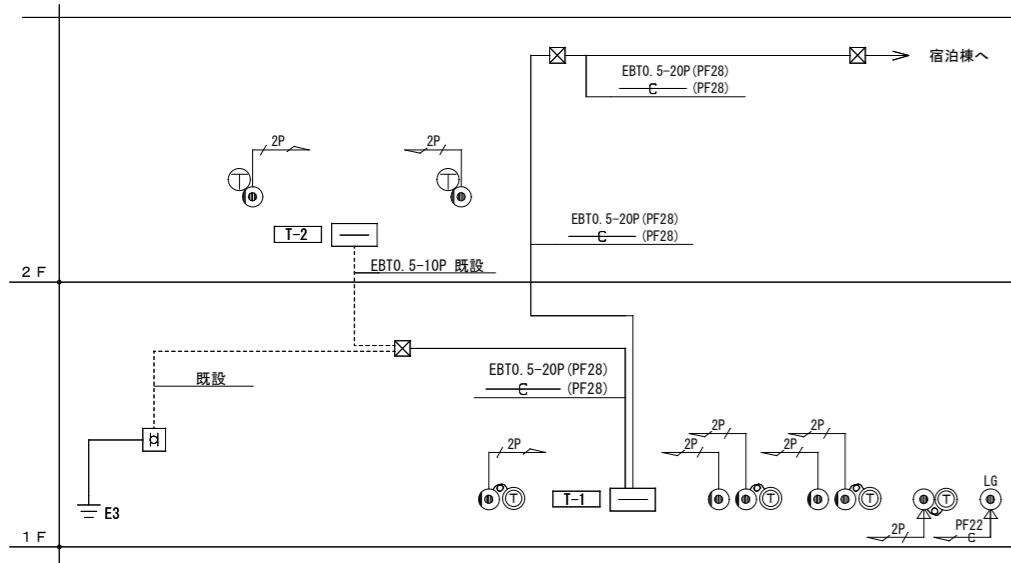 宿泊棟へ
EBT0.5-20P(PF28)
C (PF28)
2P
2P
T
T
T-2
EBT0.5-20P(PF28)
C (PF28)
EBT0.5-10P 既設
2F
既設
EBT0.5-20P(PF28)
C (PF28)
2P
2P
2P
2P
2P
T
T-1
T
T
T
LG
E3
2P
PF22
C
1F